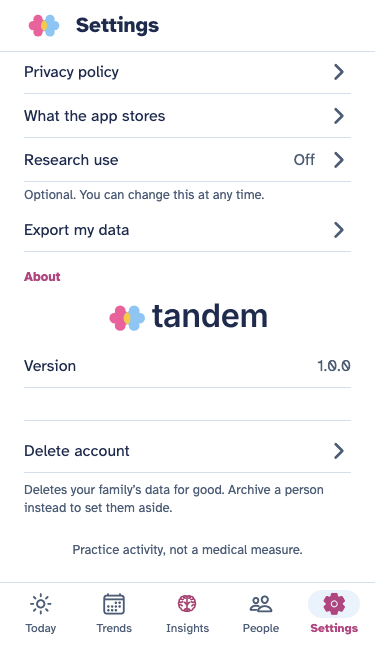 Settings
Privacy policy
What the app stores
Research use Off
Optional. You can change this at any time.
Export my data
About
tandem
Version 1.0.0
Delete account
Deletes your family's data for good. Archive a person
instead to set them aside.
Practice activity, not a medical measure.
Today Trends Insights People Settings